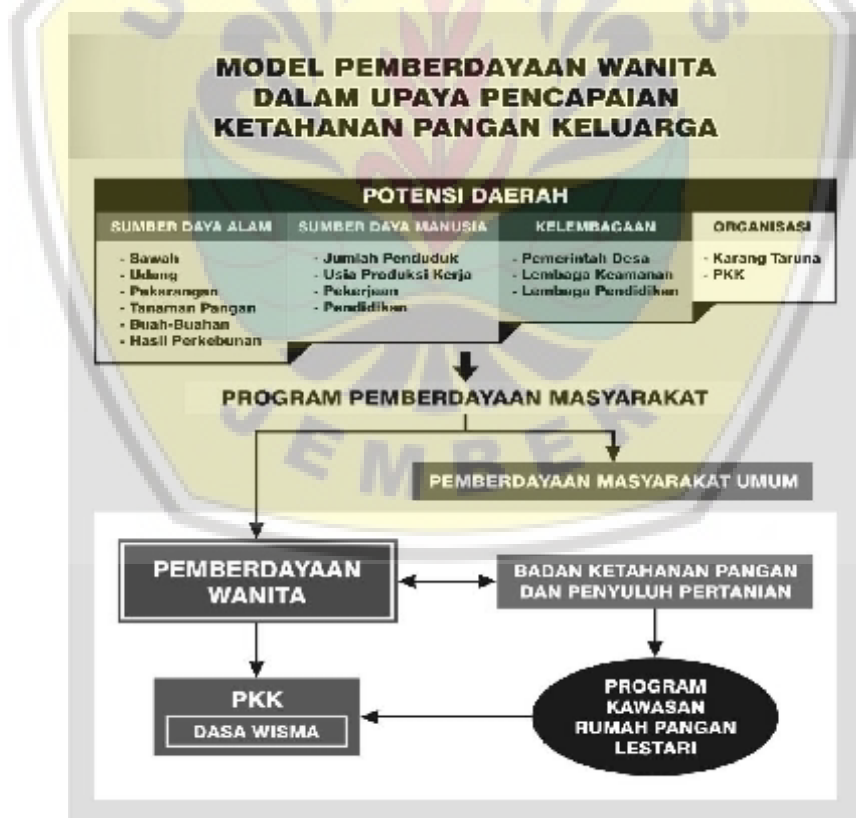 MODEL PEMBERDAYAAN WANITA
DALAM UPAYA PENCAPAIAN
KETAHANAN PANGAN KELUARGA
POTENSI DAERAH
SUMBER DAYA ALAM
- Sawah
- Udang
- Pekarangan
- Tanaman Pangan
- Buah-Buahan
- Hasil Perkebunan
SUMBER DAYA MANUSIA
- Jumlah Penduduk
- Usia Produksi Kerja
- Pekerjaan
- Pendidikan
KELEMBAGAAN
- Pemerintah Desa
- Lembaga Keamanan
- Lembaga Pendidikan
ORGANISASI
- Karang Taruna
- PKK
PROGRAM PEMBERDAYAAN MASYARAKAT
PEMBERDAYAAN MASYARAKAT UMUM
PEMBERDAYAAN
WANITA
BADAN KETAHANAN PANGAN
DAN PENYULUH PERTANIAN
PKK
DASA WISMA
PROGRAM
KAWASAN
RUMAH PANGAN
LESTARI
JEMBER